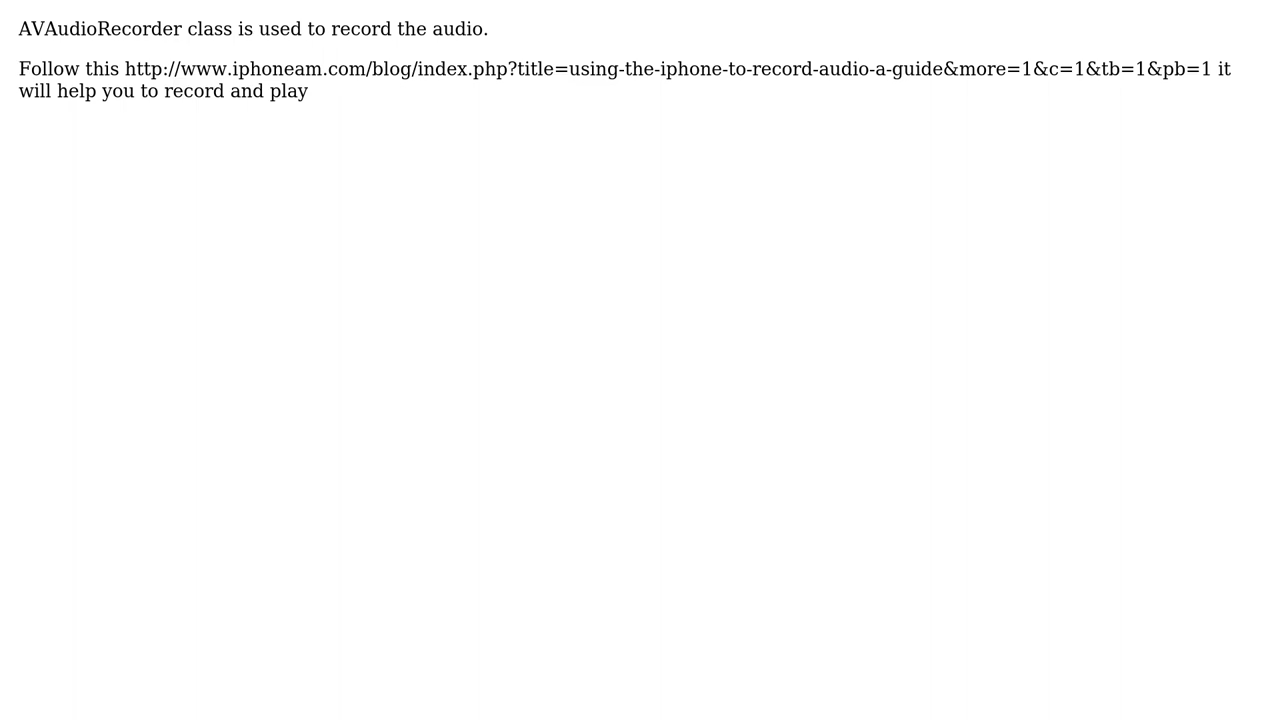 AVAudioRecorder class is used to record the audio.
Follow this http://www.iphoneam.com/blog/index.php?title=using-the-iphone-to-record-audio-a-guide&more=1&c=1&tb=1&pb=1 it
will help you to record and play